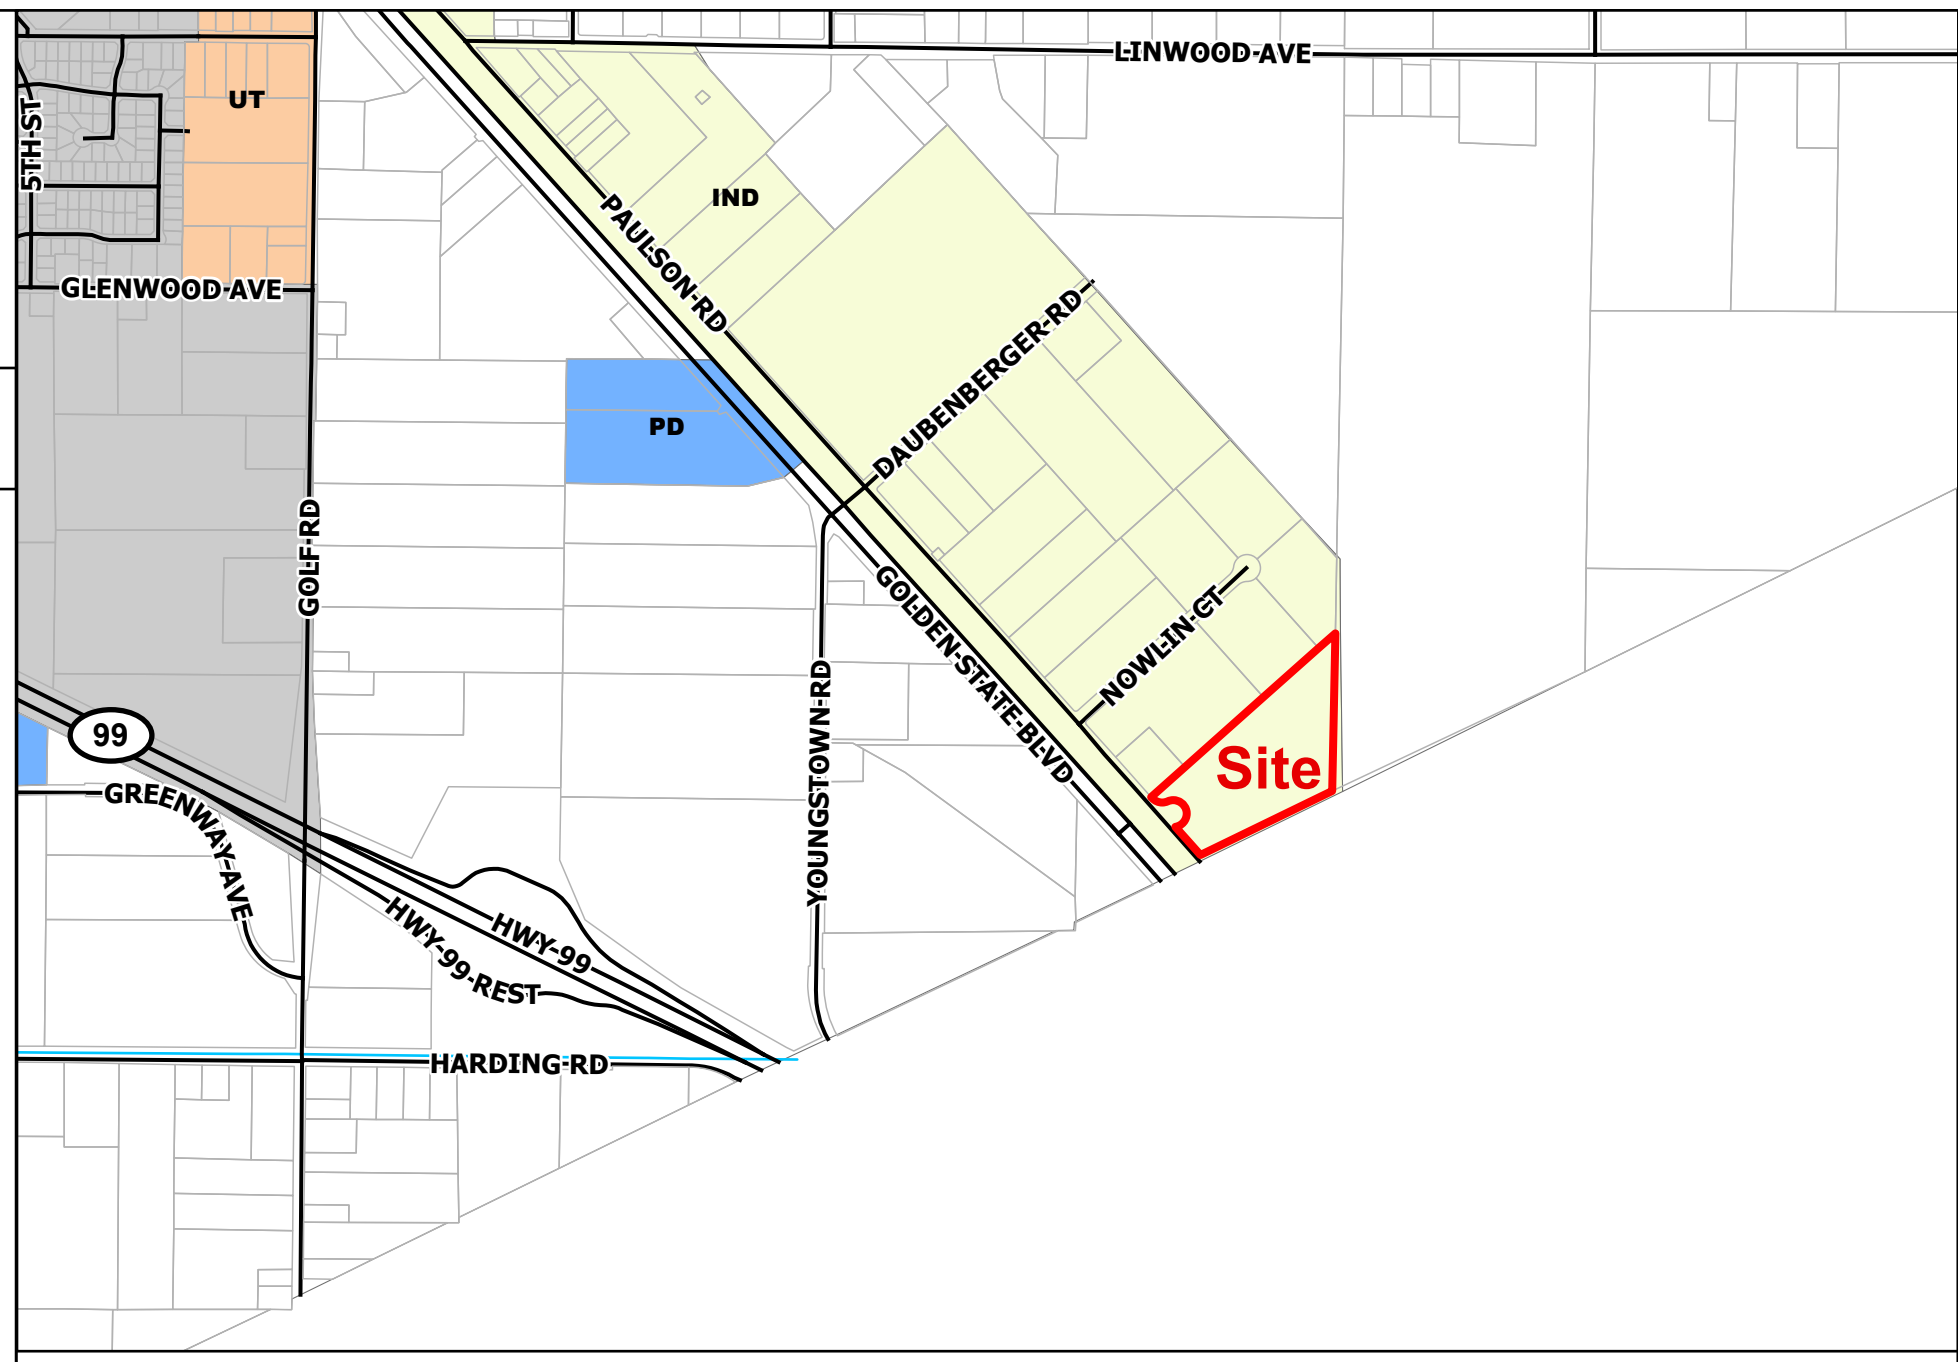 LINWOOD AVE
UT
5TH ST
IND
PAULSON RD
GLENWOOD AVE
DAUBENBERGER RD
PD
GOLF RD
GOLDEN STATE BLVD
NOWLIN CT
YOUNGSTOWN RD
99
Site
GREENWAY AVE
HWY 99
HWY 99 REST
HARDING RD